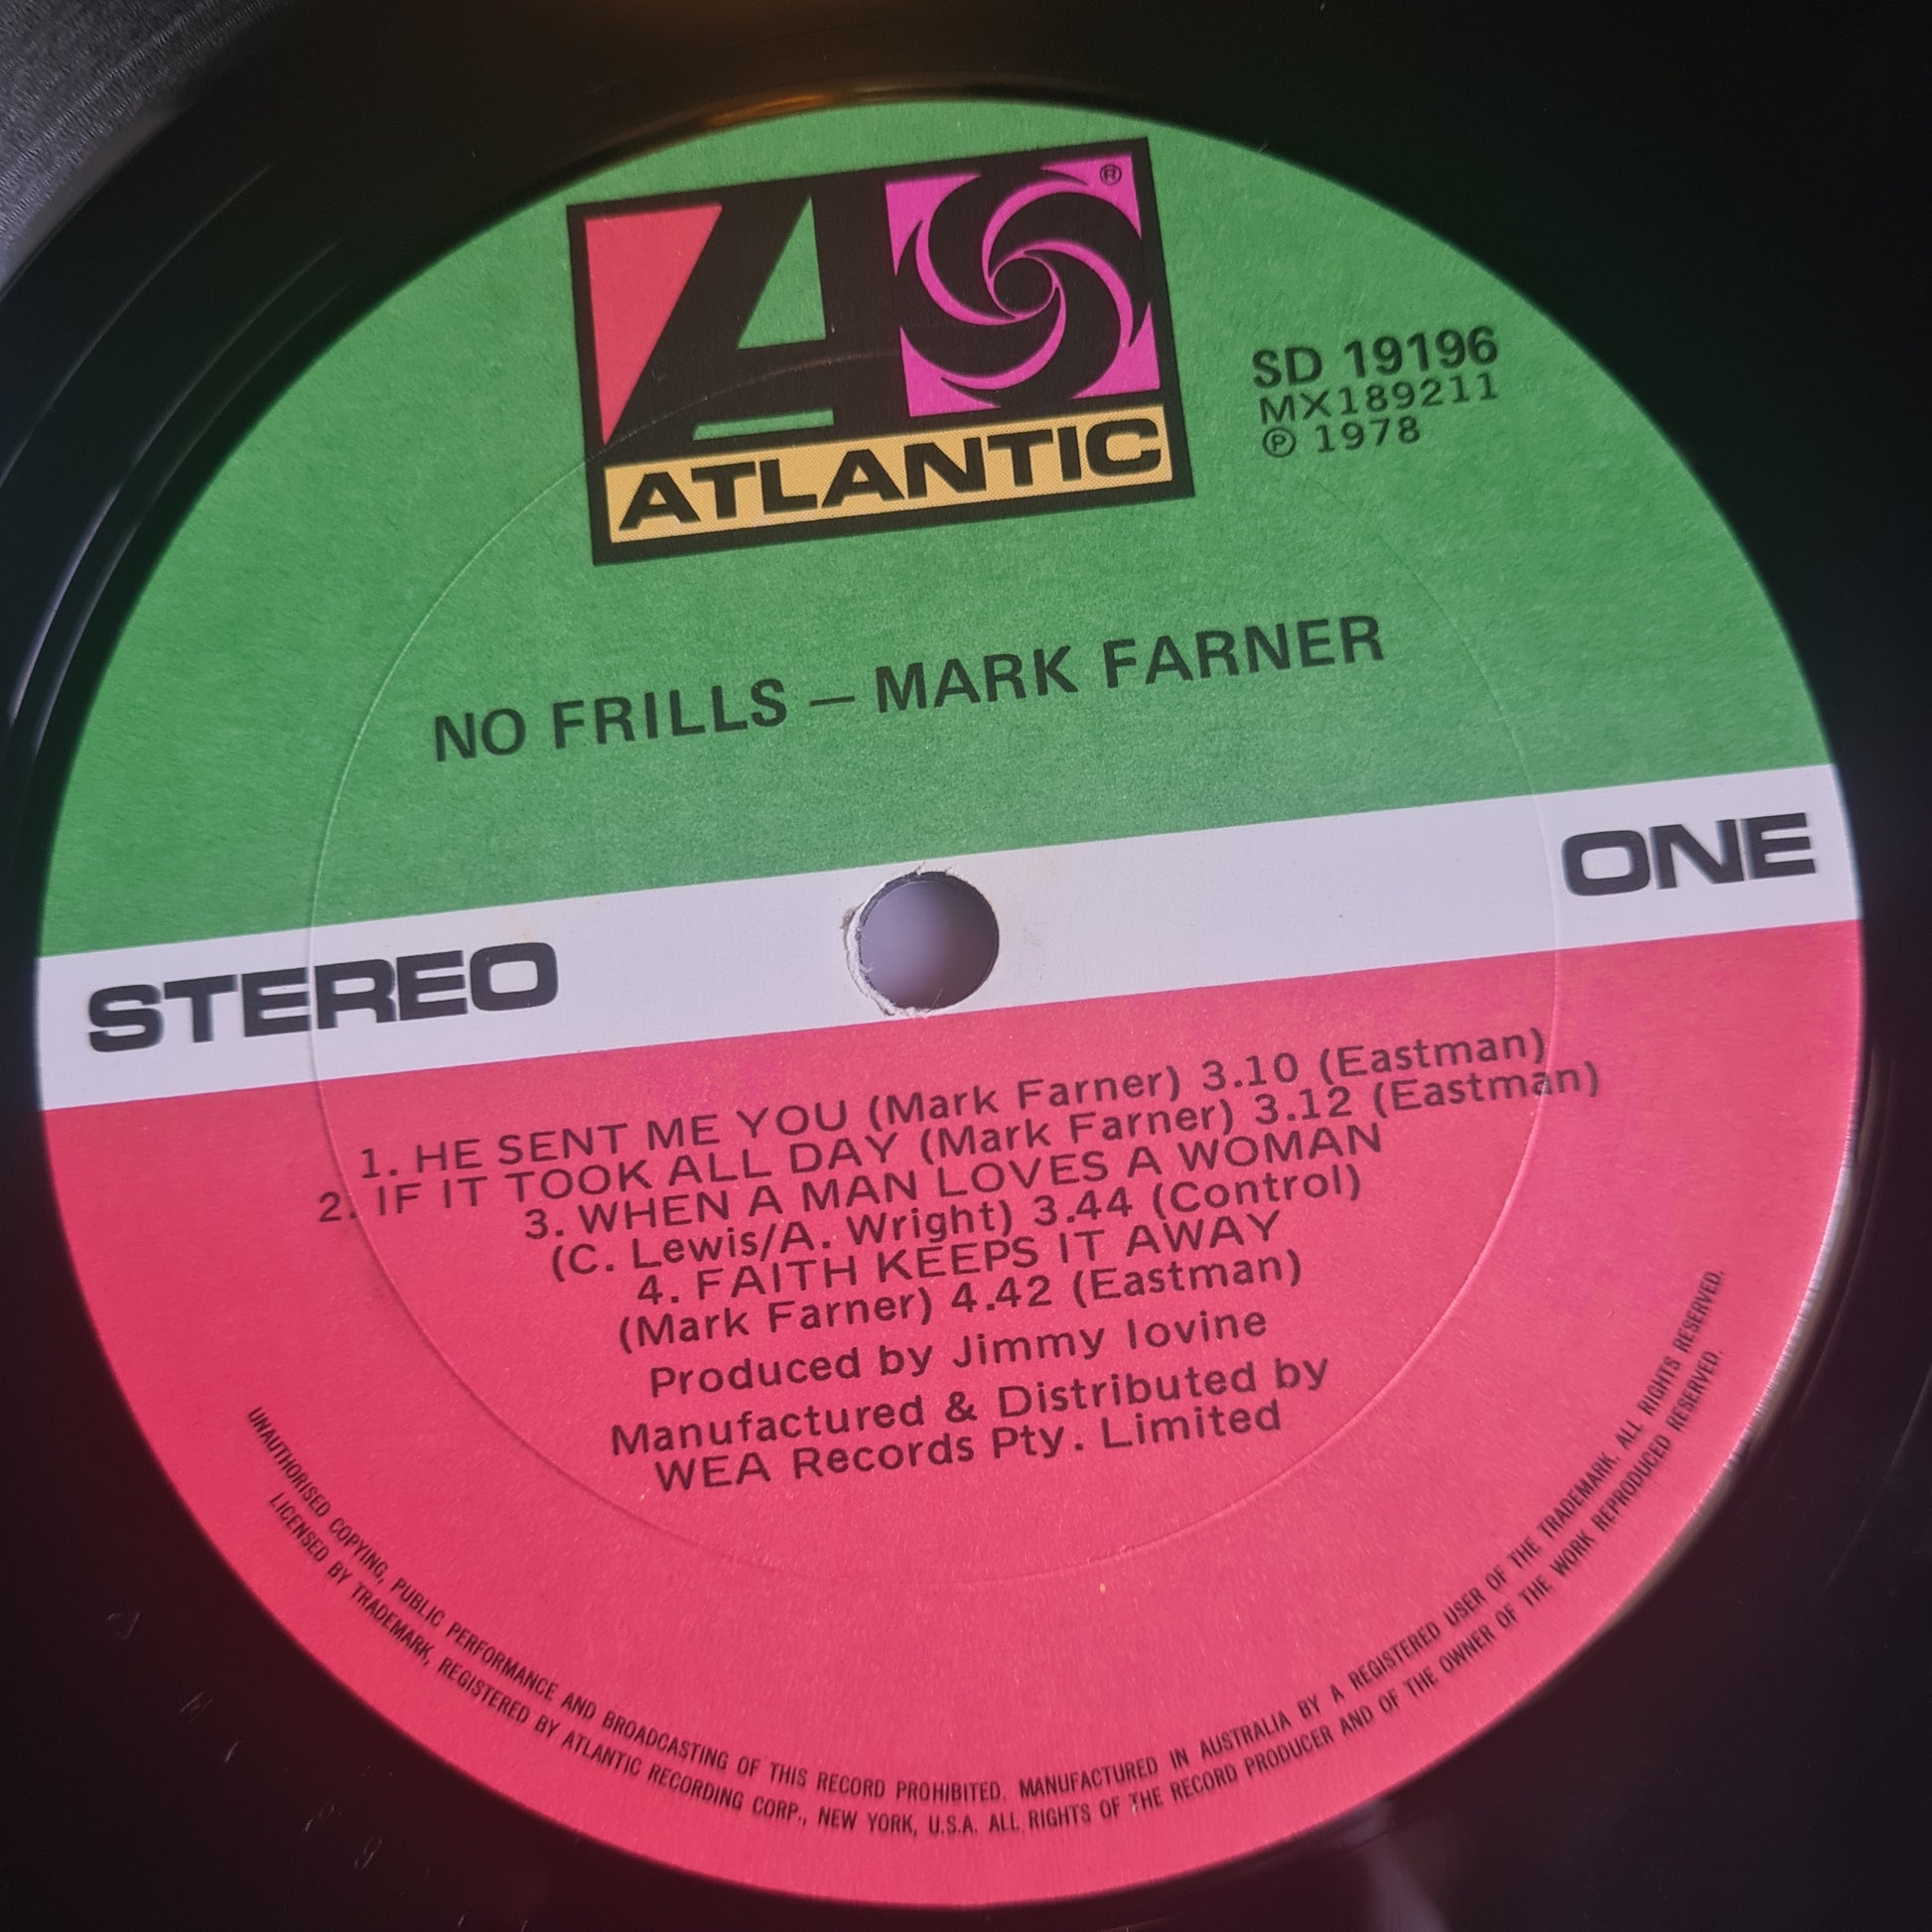 ®
ATLANTIC
SD 19196
MX189211
℗ 1978
NO FRILLS – MARK FARNER
STEREO
ONE
1. HE SENT ME YOU (Mark Farner) 3.10 (Eastman)
2. IF IT TOOK ALL DAY (Mark Farner) 3.12 (Eastman)
3. WHEN A MAN LOVES A WOMAN
(C. Lewis/A. Wright) 3.44 (Control)
4. FAITH KEEPS IT AWAY
(Mark Farner) 4.42 (Eastman)
Produced by Jimmy Iovine
Manufactured & Distributed by
WEA Records Pty. Limited
UNAUTHORISED COPYING, PUBLIC PERFORMANCE AND BROADCASTING OF THIS RECORD PROHIBITED. MANUFACTURED IN AUSTRALIA BY A REGISTERED USER OF THE TRADEMARK. ALL RIGHTS RESERVED.
LICENSED BY TRADEMARK, REGISTERED BY ATLANTIC RECORDING CORP., NEW YORK, U.S.A. ALL RIGHTS OF THE RECORD PRODUCER AND OF THE OWNER OF THE WORK REPRODUCED RESERVED.